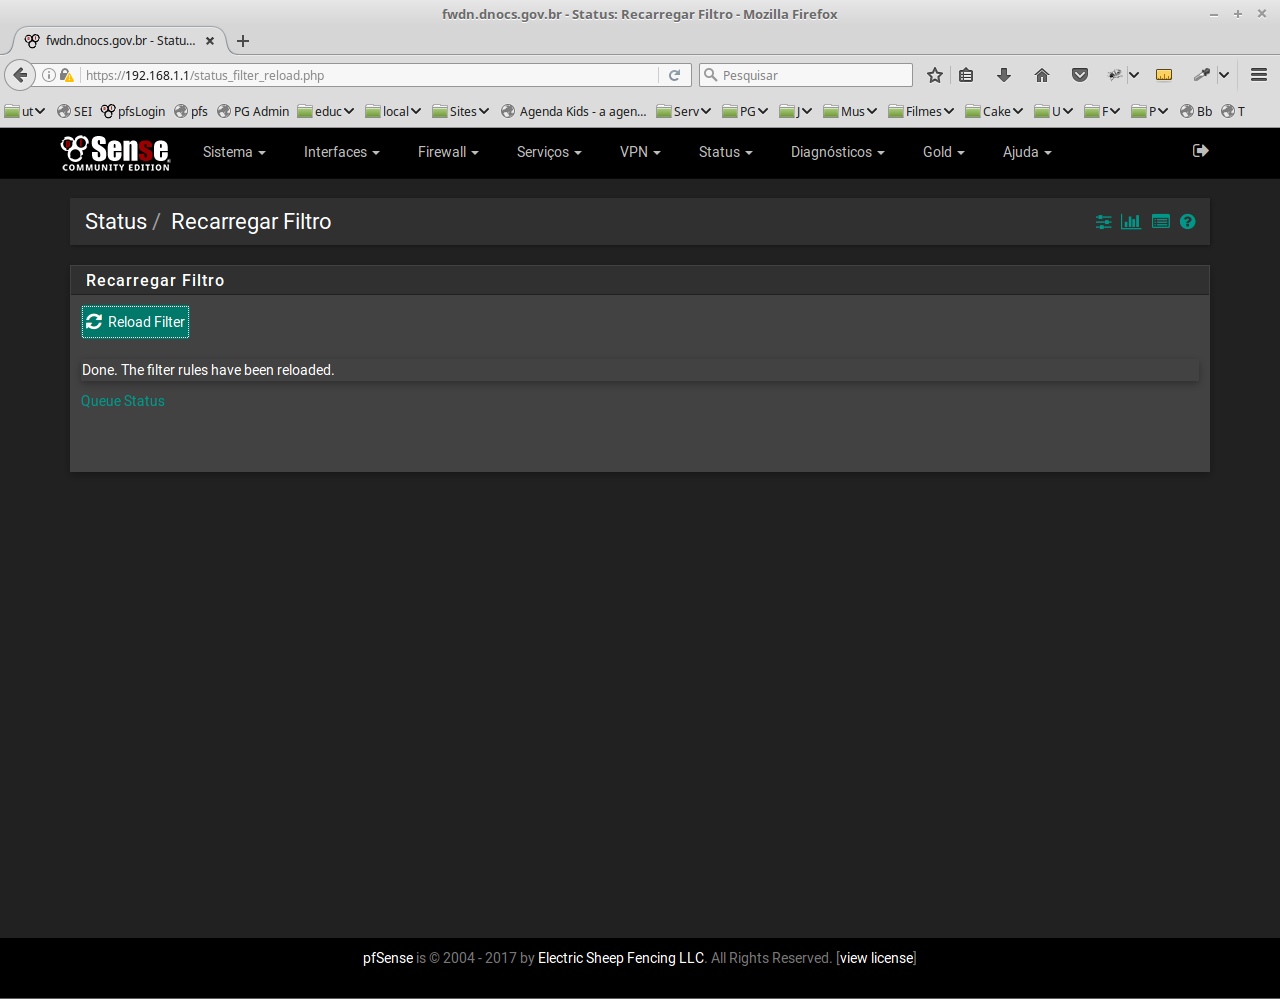 fwdn.dnocs.gov.br - Status: Recarregar Filtro - Mozilla Firefox
fwdn.dnocs.gov.br - Statu...
https://192.168.1.1/status_filter_reload.php
Pesquisar
ut SEI pfsLogin pfs PG Admin educ local Sites Agenda Kids - a agen... Serv PG J Mus Filmes Cake U F P Bb T
Sense
COMMUNITY EDITION
Sistema Interfaces Firewall Serviços VPN Status Diagnósticos Gold Ajuda
Status / Recarregar Filtro
Recarregar Filtro
Reload Filter
Done. The filter rules have been reloaded.
Queue Status
pfSense is © 2004 - 2017 by Electric Sheep Fencing LLC. All Rights Reserved. [view license]